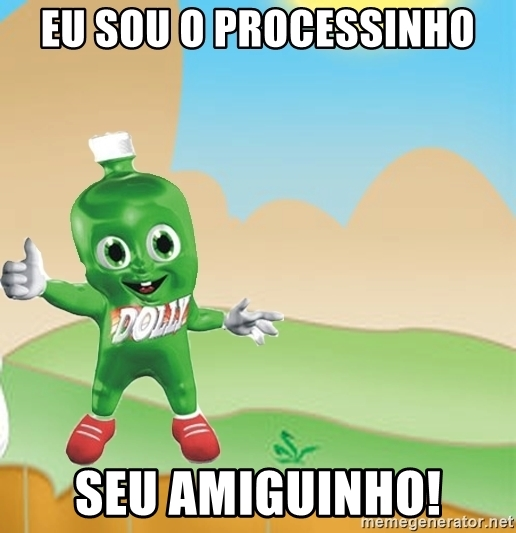 EU SOU O PROCESSINHO
DOLLY
SEU AMIGUINHO!
memegenerator.net